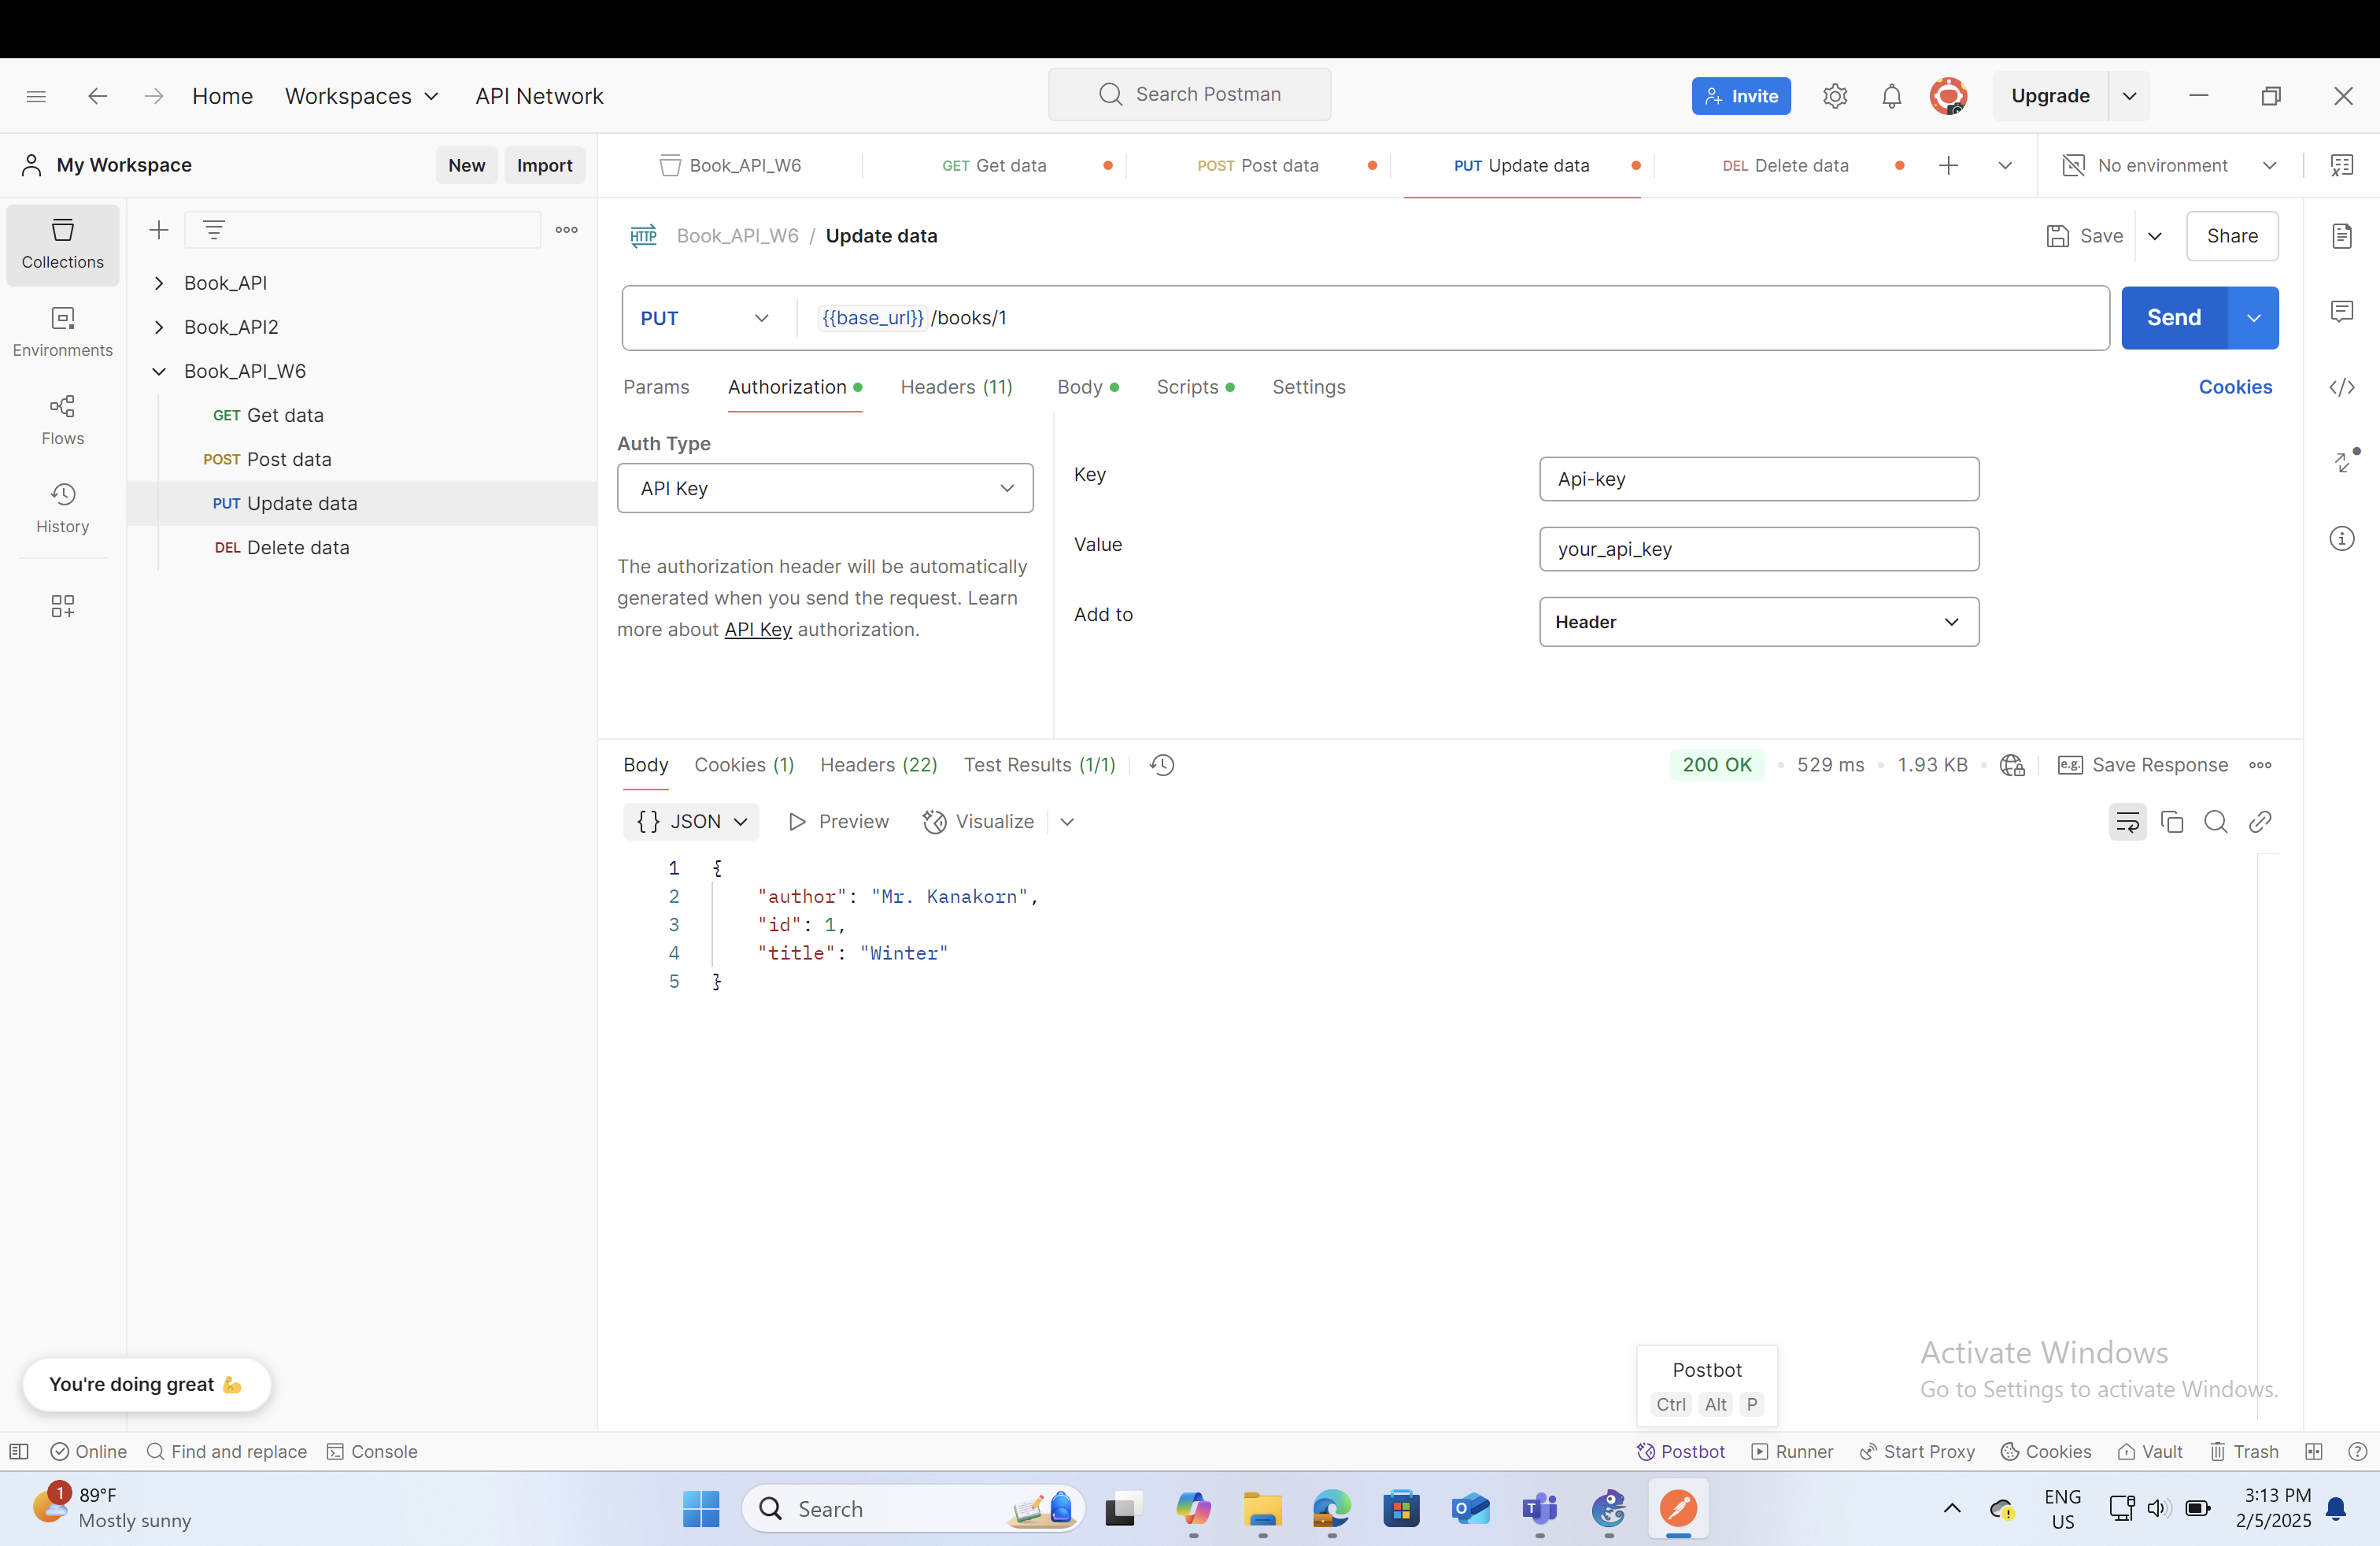 Home
Workspaces
API Network
Search Postman
Invite
Upgrade
My Workspace
New
Import
Book_API_W6
GET Get data
POST Post data
PUT Update data
DEL Delete data
No environment
Collections
Environments
Flows
History
Book_API
Book_API2
Book_API_W6
GET Get data
POST Post data
PUT Update data
DEL Delete data
HTTP
Book_API_W6 / Update data
Save
Share
PUT
{{base_url}} /books/1
Send
Params
Authorization
Headers (11)
Body
Scripts
Settings
Cookies
Auth Type
API Key
The authorization header will be automatically
generated when you send the request. Learn
more about API Key authorization.
Key
Api-key
Value
your_api_key
Add to
Header
Body
Cookies (1)
Headers (22)
Test Results (1/1)
200 OK
529 ms
1.93 KB
e.g.
Save Response
{} JSON
Preview
Visualize
1 {
2 "author": "Mr. Kanakorn",
3 "id": 1,
4 "title": "Winter"
5 }
You're doing great 💪
Postbot
Ctrl Alt P
Activate Windows
Go to Settings to activate Windows.
Online
Find and replace
Console
Postbot
Runner
Start Proxy
Cookies
Vault
Trash
1
89°F
Mostly sunny
Search
ENG
US
3:13 PM
2/5/2025